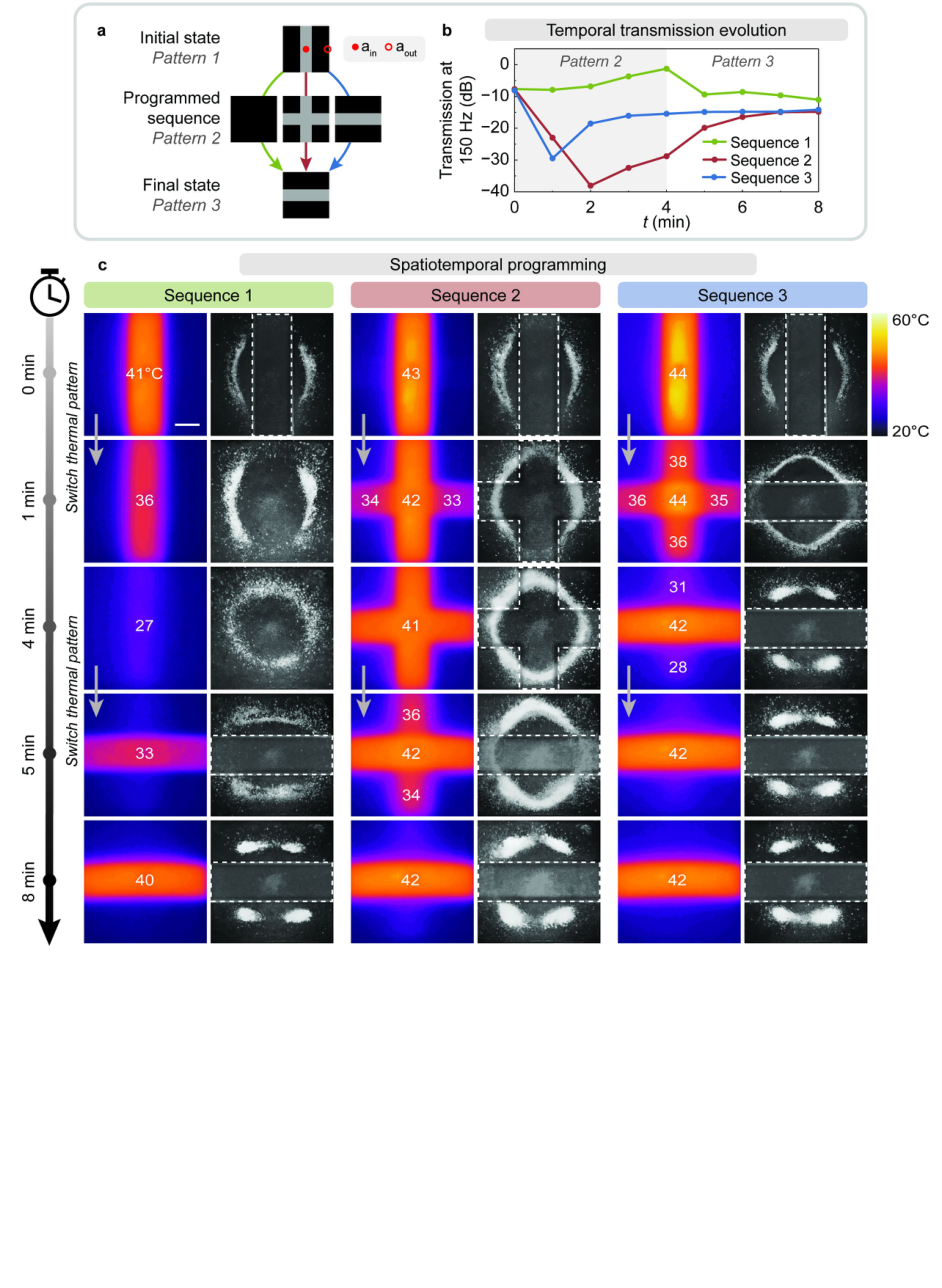 a
Initial state
Pattern 1
a_in a_out
Programmed
sequence
Pattern 2
Final state
Pattern 3
b
Temporal transmission evolution
Transmission at
150 Hz (dB)
0
−10
−20
−30
−40
Pattern 2 Pattern 3
Sequence 1
Sequence 2
Sequence 3
0 2 4 6 8
t (min)
c
Spatiotemporal programming
Sequence 1 Sequence 2 Sequence 3
0 min
41°C 43 44
60°C
20°C
Switch thermal pattern
1 min
36
34 42 33
38
36 44 35
36
4 min
27
41
31
42
28
Switch thermal pattern
5 min
33
36
42
34
42
8 min
40 42 42